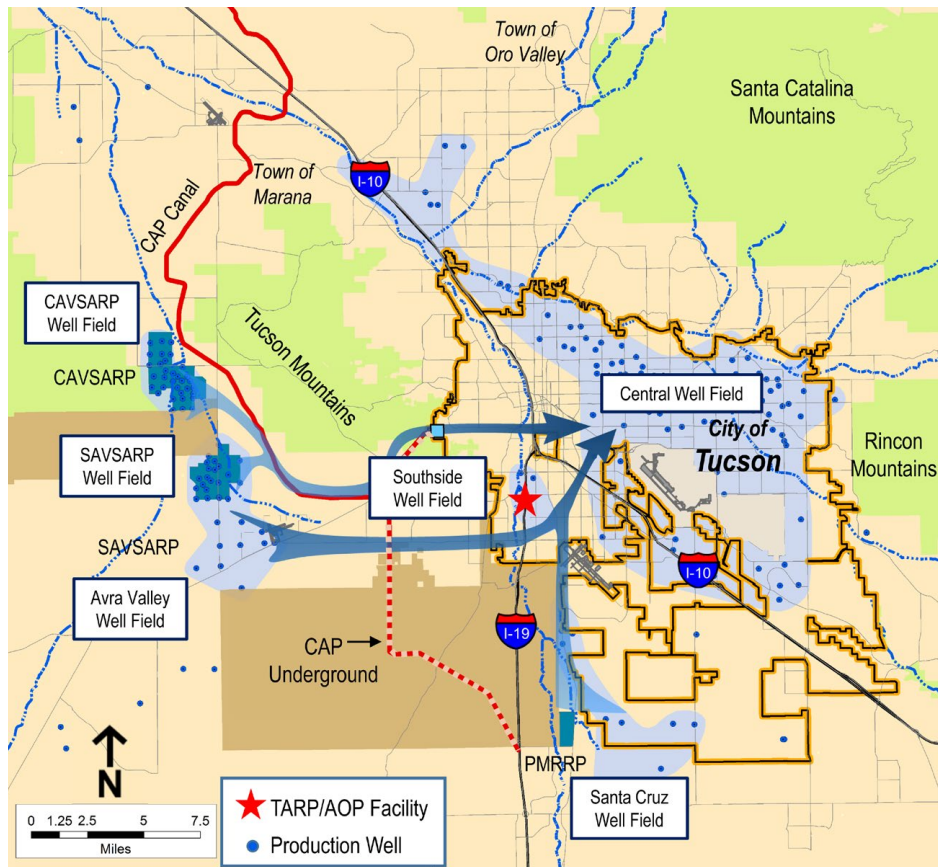 Town of
Oro Valley
Santa Catalina
Mountains
I-10
Town of
Marana
CAP Canal
CAVSARP
Well Field
CAVSARP
Tucson Mountains
Central Well Field
City of
Tucson
Rincon
Mountains
SAVSARP
Well Field
Southside
Well Field
SAVSARP
Avra Valley
Well Field
I-10
I-19
CAP
Underground
PMRRP
Santa Cruz
Well Field
N
0 1.25 2.5 5 7.5
Miles
TARP/AOP Facility
Production Well